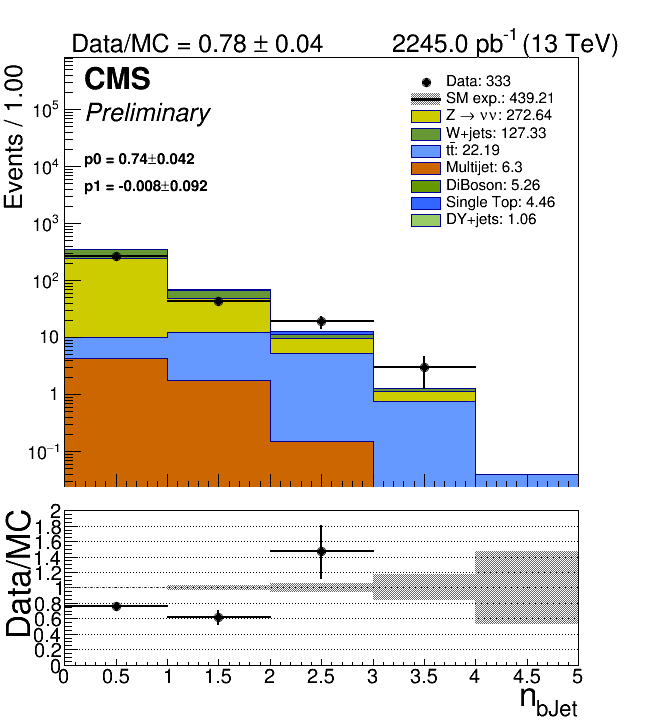 Data/MC = 0.78 ± 0.04 2245.0 pb⁻¹ (13 TeV)
CMS
Preliminary
p0 = 0.74±0.042
p1 = -0.008±0.092
Data: 333
SM exp.: 439.21
Z → νν: 272.64
W+jets: 127.33
tt̄: 22.19
Multijet: 6.3
DiBoson: 5.26
Single Top: 4.46
DY+jets: 1.06
Events / 1.00
10⁵
10⁴
10³
10²
10
1
10⁻¹
Data/MC
2
1.8
1.6
1.4
1.2
1
0.8
0.6
0.4
0.2
0
0 0.5 1 1.5 2 2.5 3 3.5 4 4.5 5
n_bJet